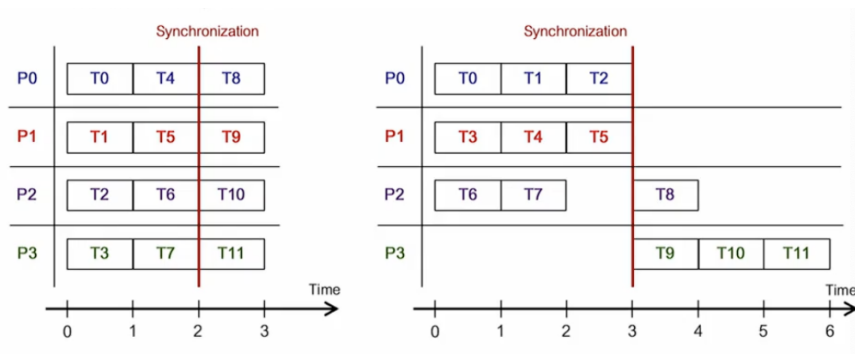 Synchronization
P0 T0 T4 T8
P1 T1 T5 T9
P2 T2 T6 T10
P3 T3 T7 T11
Time
0 1 2 3
Synchronization
P0 T0 T1 T2
P1 T3 T4 T5
P2 T6 T7 T8
P3 T9 T10 T11
Time
0 1 2 3 4 5 6